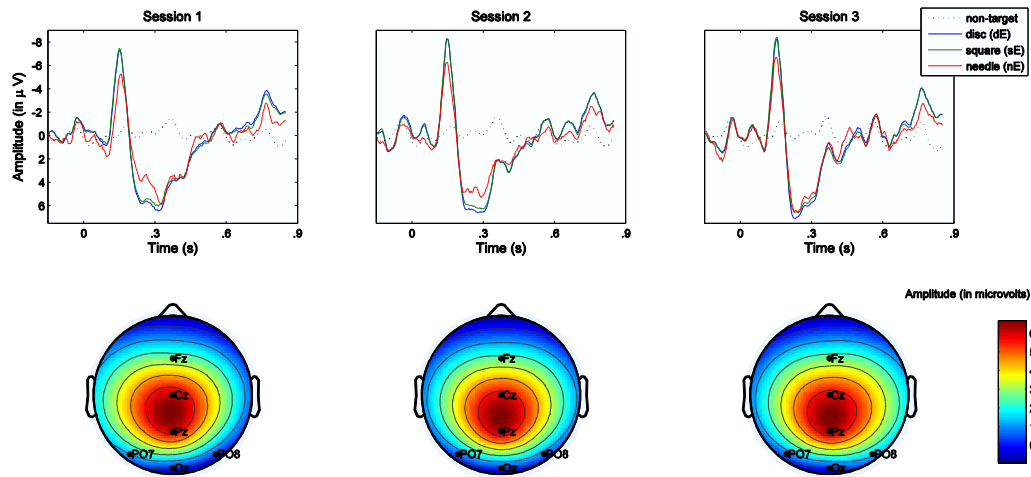 Session 1
Session 2
Session 3
non-target
disc (dE)
square (sE)
needle (nE)
Amplitude (in μ V)
-8
-6
-4
-2
0
2
4
6
0 .3 .6 .9
0 .3 .6 .9
0 .3 .6 .9
Time (s)
Time (s)
Time (s)
Amplitude (in microvolts)
Fz
Cz
Pz
PO7 PO8
Oz
Fz
Cz
Pz
PO7 PO8
Oz
Fz
Cz
Pz
PO7 PO8
Oz